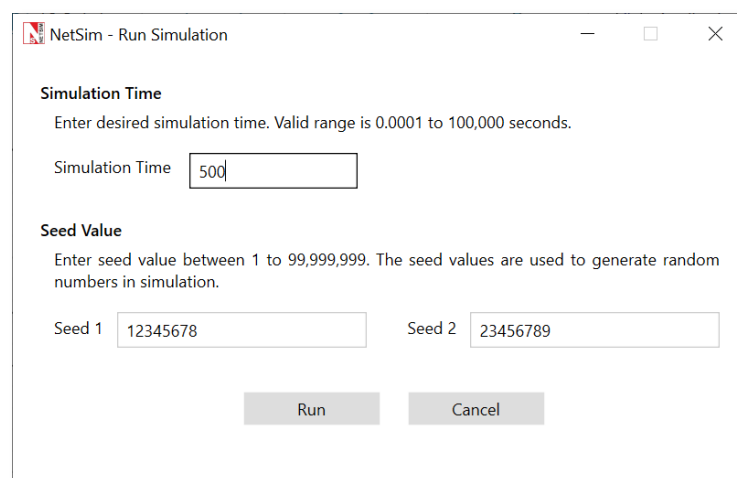 NetSim - Run Simulation
Simulation Time
Enter desired simulation time. Valid range is 0.0001 to 100,000 seconds.
Simulation Time 500
Seed Value
Enter seed value between 1 to 99,999,999. The seed values are used to generate random
numbers in simulation.
Seed 1 12345678 Seed 2 23456789
Run Cancel